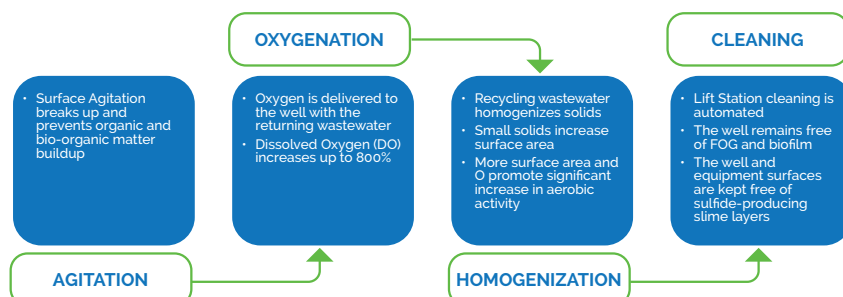 OXYGENATION
CLEANING
• Surface Agitation
breaks up and
prevents organic and
bio-organic matter
buildup
• Oxygen is delivered to
the well with the
returning wastewater
• Dissolved Oxygen (DO)
increases up to 800%
• Recycling wastewater
homogenizes solids
• Small solids increase
surface area
• More surface area and
O promote significant
increase in aerobic
activity
• Lift Station cleaning is
automated
• The well remains free
of FOG and biofilm
• The well and
equipment surfaces
are kept free of
sulfide-producing
slime layers
AGITATION
HOMOGENIZATION